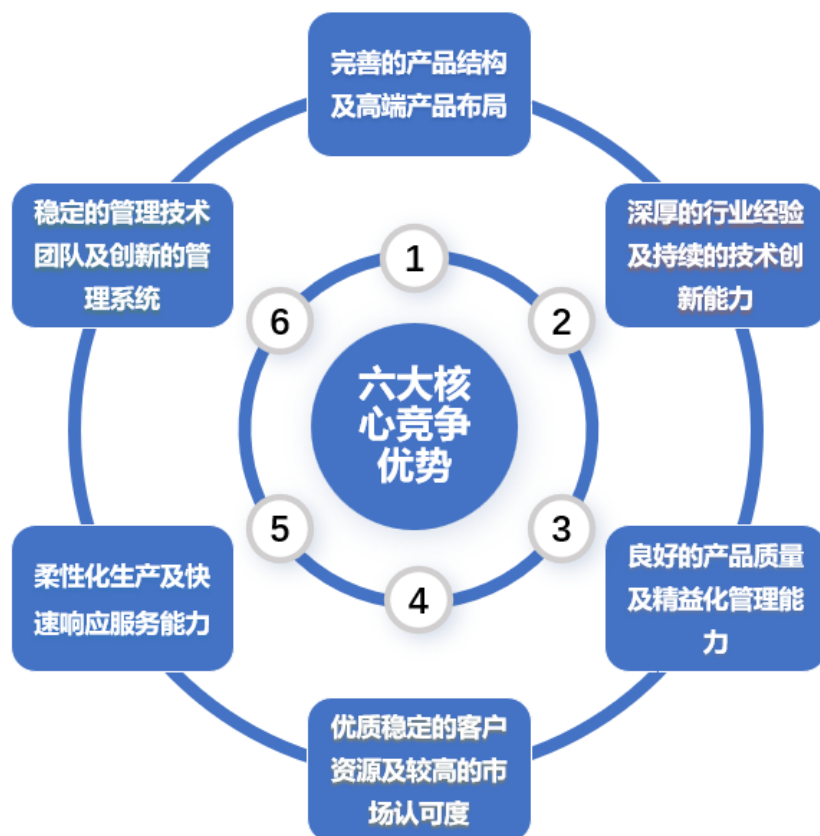 完善的产品结构
及高端产品布局
稳定的管理技术
团队及创新的管
理系统
深厚的行业经验
及持续的技术创
新能力
1
6
2
六大核
心竞争
优势
5
3
4
柔性化生产及快
速响应服务能力
良好的产品质量
及精益化管理能
力
优质稳定的客户
资源及较高的市
场认可度